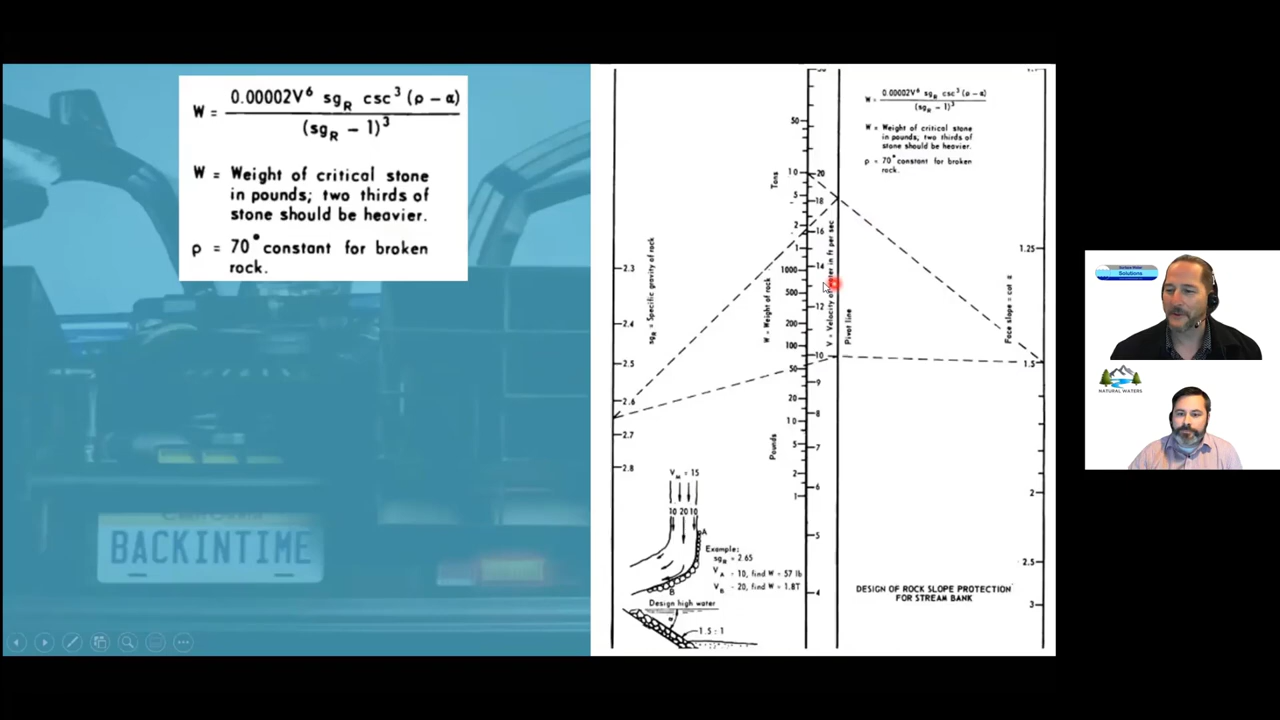 W = 0.00002V⁶ sg_R csc³ (ρ - α)
(sg_R - 1)³
W = Weight of critical stone
in pounds; two thirds of
stone should be heavier.
ρ = 70° constant for broken
rock.
BACKINTIME
W = 0.00002V⁶ sg_R csc³ (ρ - α)
(sg_R - 1)³
W = Weight of critical stone
in pounds; two thirds of
stone should be heavier.
ρ = 70° constant for broken
rock.
sg_R = Specific gravity of rock
2.3
2.4
2.5
2.6
2.7
2.8
Tons
50
10
5
2
1
W = Weight of rock
1000
500
200
100
50
20
10
5
2
1
Pounds
20
18
16
14
12
10
9
8
7
6
5
4
V = Velocity of water in ft per sec
Pivot line
Face slope = cot α
1.25
1.5
2
2.5
3
V_M = 15
10 20 10
A
B
Example:
sg_R = 2.65
V_A = 10, find W = 57 lb
V_B = 20, find W = 1.8T
Design high water
α
1.5 : 1
DESIGN OF ROCK SLOPE PROTECTION
FOR STREAM BANK
Solutions
NATURAL WATERS